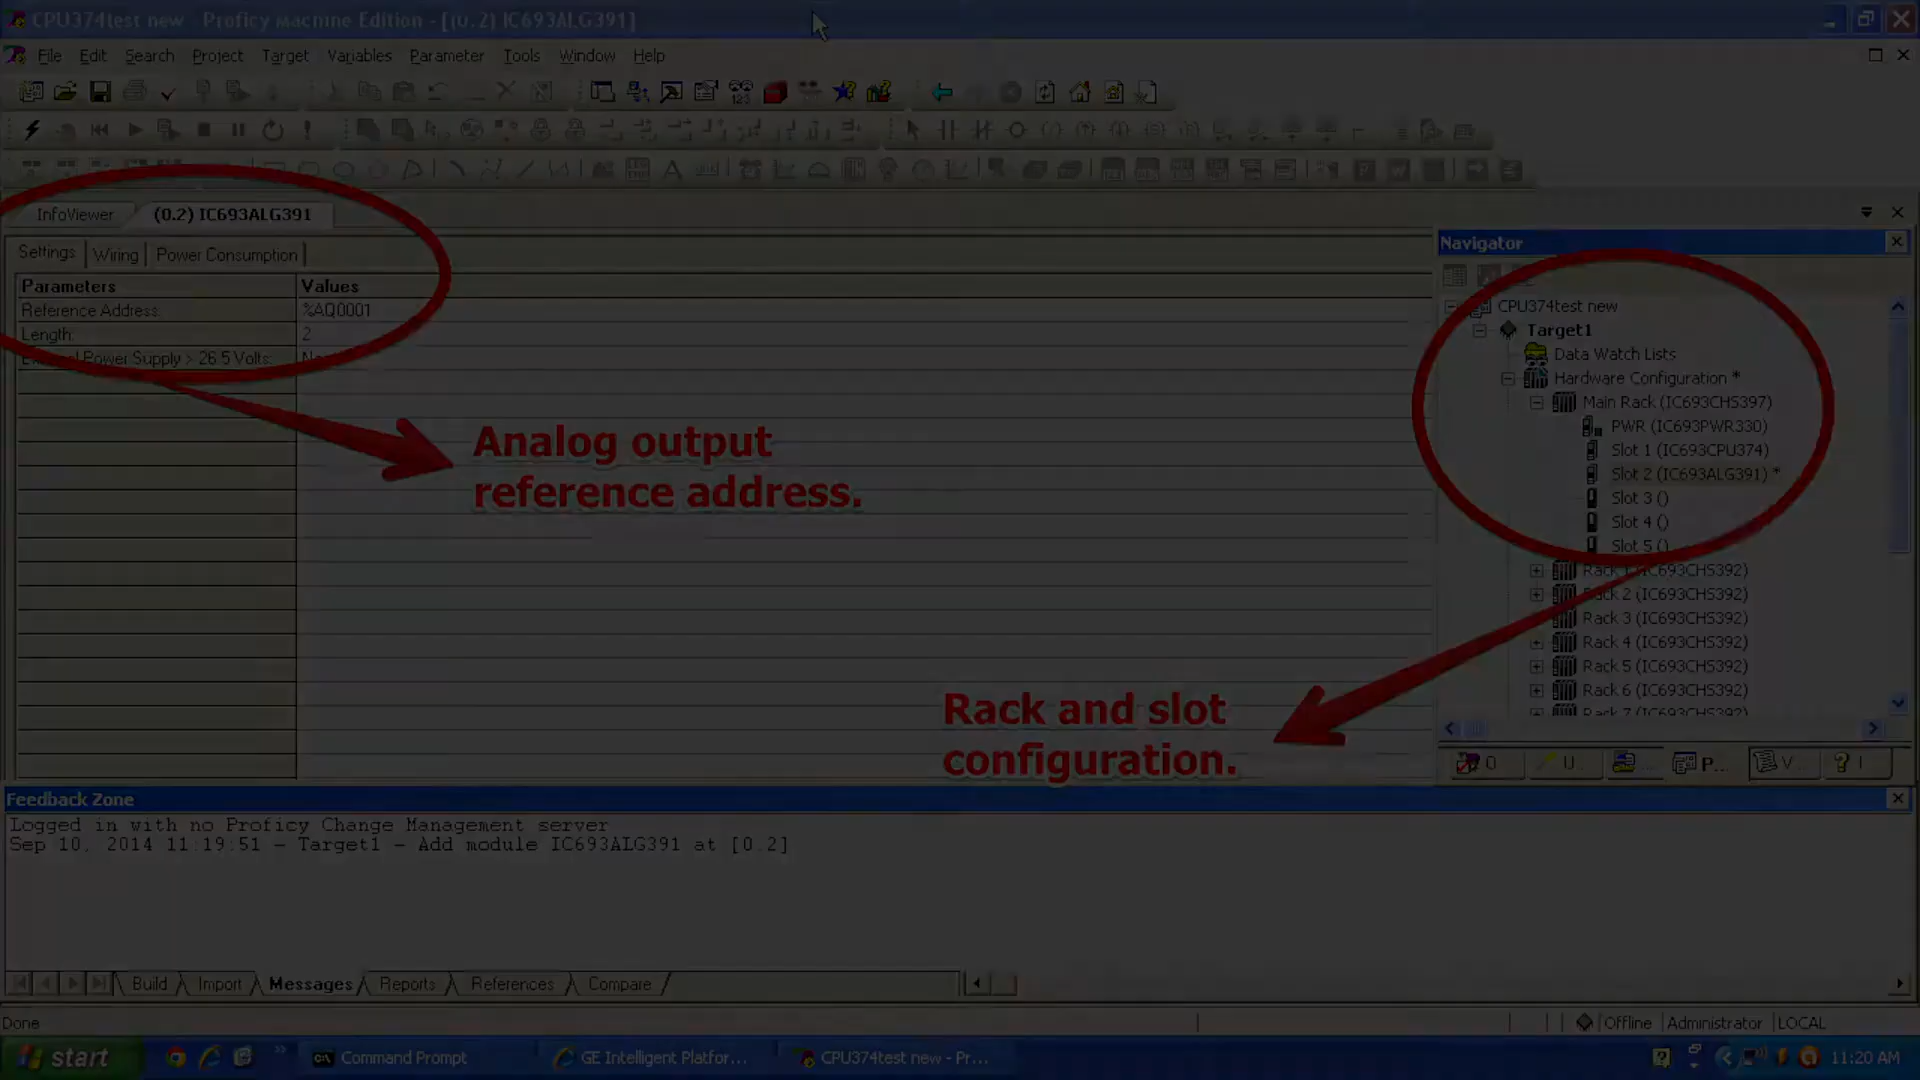 CPU374test new - Proficy Machine Edition - [(0.2) IC693ALG391]
File Edit Search Project Target Variables Parameter Tools Window Help
InfoViewer (0.2) IC693ALG391
Settings Wiring Power Consumption
Parameters Values
Reference Address: %AQ0001
Length: 2
Power Supply > 26.5 Volts:
Analog output
reference address.
Navigator
CPU374test new
Target1
Data Watch Lists
Hardware Configuration *
Main Rack (IC693CHS397)
PWR (IC693PWR330)
Slot 1 (IC693CPU374)
Slot 2 (IC693ALG391) *
Slot 3 ()
Slot 4 ()
Slot 5 ()
Rack 1 (IC693CHS392)
Rack 2 (IC693CHS392)
Rack 3 (IC693CHS392)
Rack 4 (IC693CHS392)
Rack 5 (IC693CHS392)
Rack 6 (IC693CHS392)
Rack 7 (IC693CHS392)
Rack and slot
configuration.
O U... P... V... I
Feedback Zone
Logged in with no Proficy Change Management server
Sep 10, 2014 11:19:51 - Target1 - Add module IC693ALG391 at [0.2]
Build Import Messages Reports References Compare
Done Offline Administrator LOCAL
start Command Prompt GE Intelligent Platfor... CPU374test new - Pr... 11:20 AM